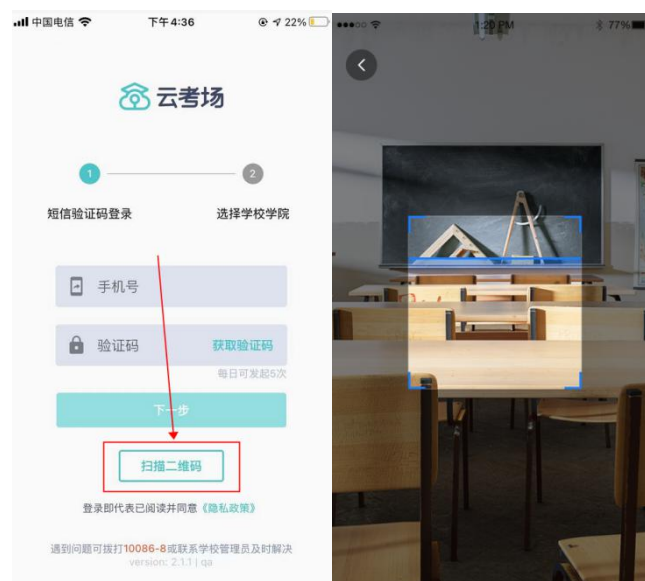 中国电信 下午4:36 22%
云考场
1 2
短信验证码登录 选择学校学院
手机号
验证码 获取验证码
每日可发起5次
下一步
扫描二维码
登录即代表已阅读并同意《隐私政策》
遇到问题可拨打10086-8或联系学校管理员及时解决
version: 2.1.1 | qa
1:20 PM 77%